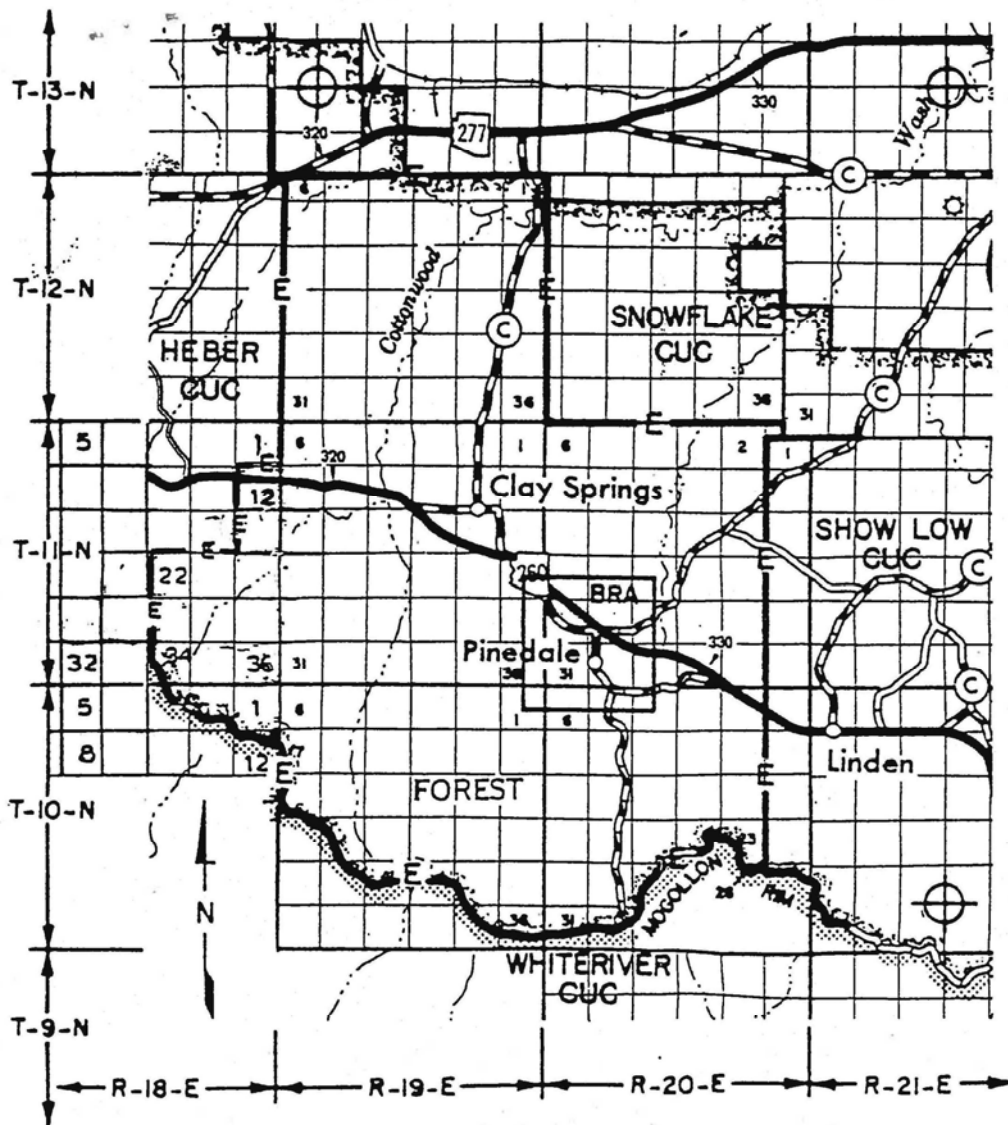 T-13-N
320
277
330
Wash
C
6
E
T-12-N
E
Cottonwood
E
C
SNOWFLAKE
CUC
HEBER
CUC
C
31
36
36
31
E
5
1
E
6
320
1
6
2
1
12
Clay Springs
E
SHOW LOW
CUC
T-11-N
E
E
C
22
260
BRA
E
330
Pinedale
32
34
36
31
36
31
C
5
1
6
1
6
8
12
7
E
Linden
E
FOREST
T-10-N
23
E
MOGOLLON
RIM
26
N
36
31
WHITERIVER
CUC
T-9-N
R-18-E
R-19-E
R-20-E
R-21-E